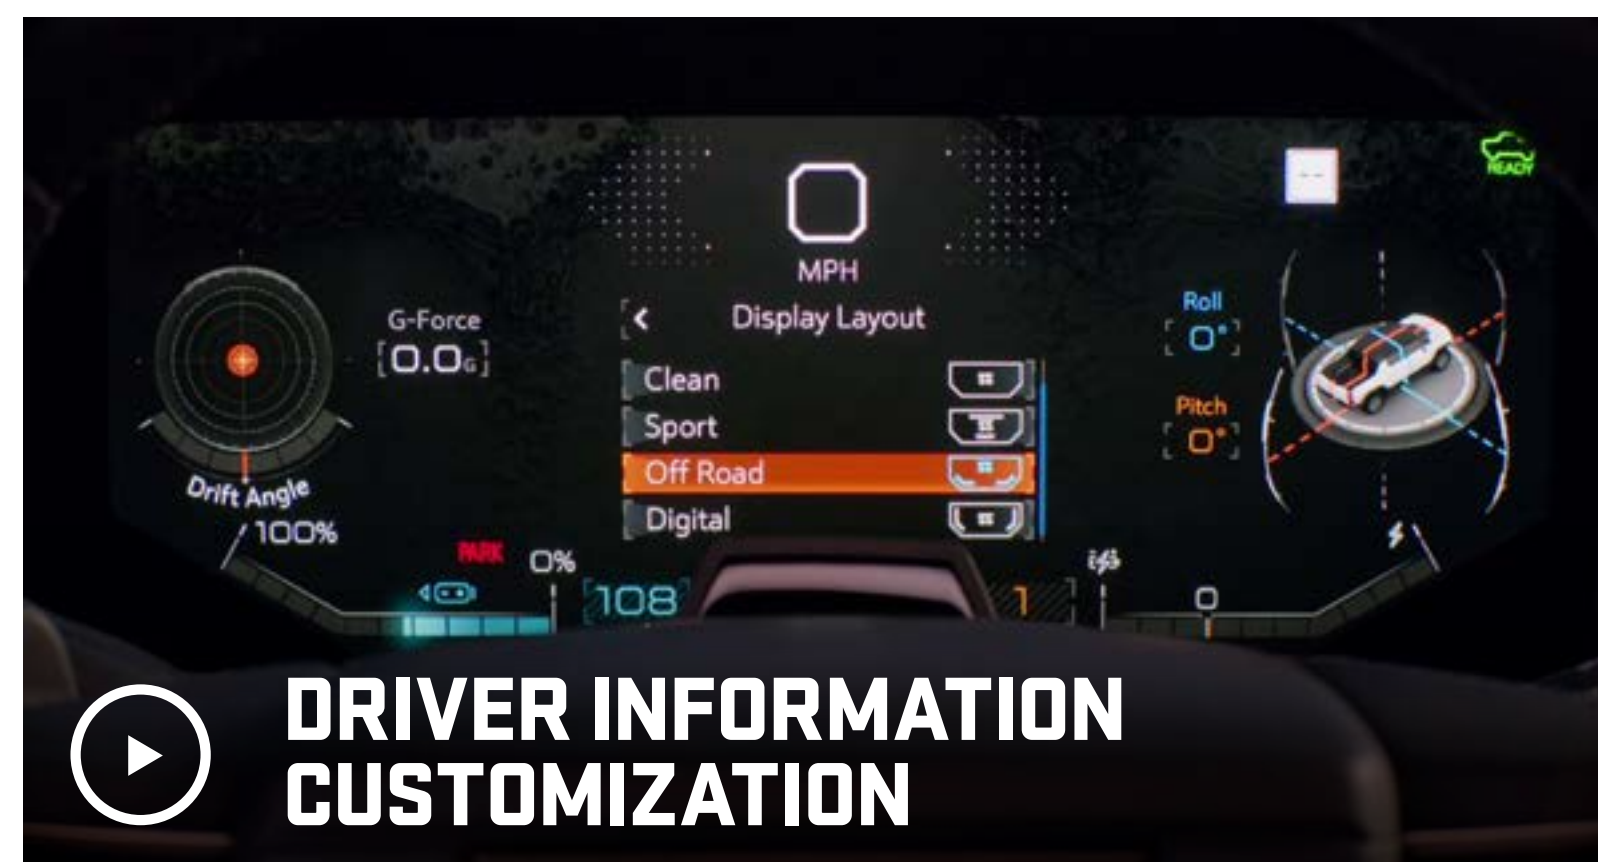 0
MPH
READY
Display Layout
G-Force
0.0G
Clean
Sport
Off Road
Digital
Roll
0°
Pitch
0°
Drift Angle
100%
PARK
0%
108
1
0
DRIVER INFORMATION
CUSTOMIZATION